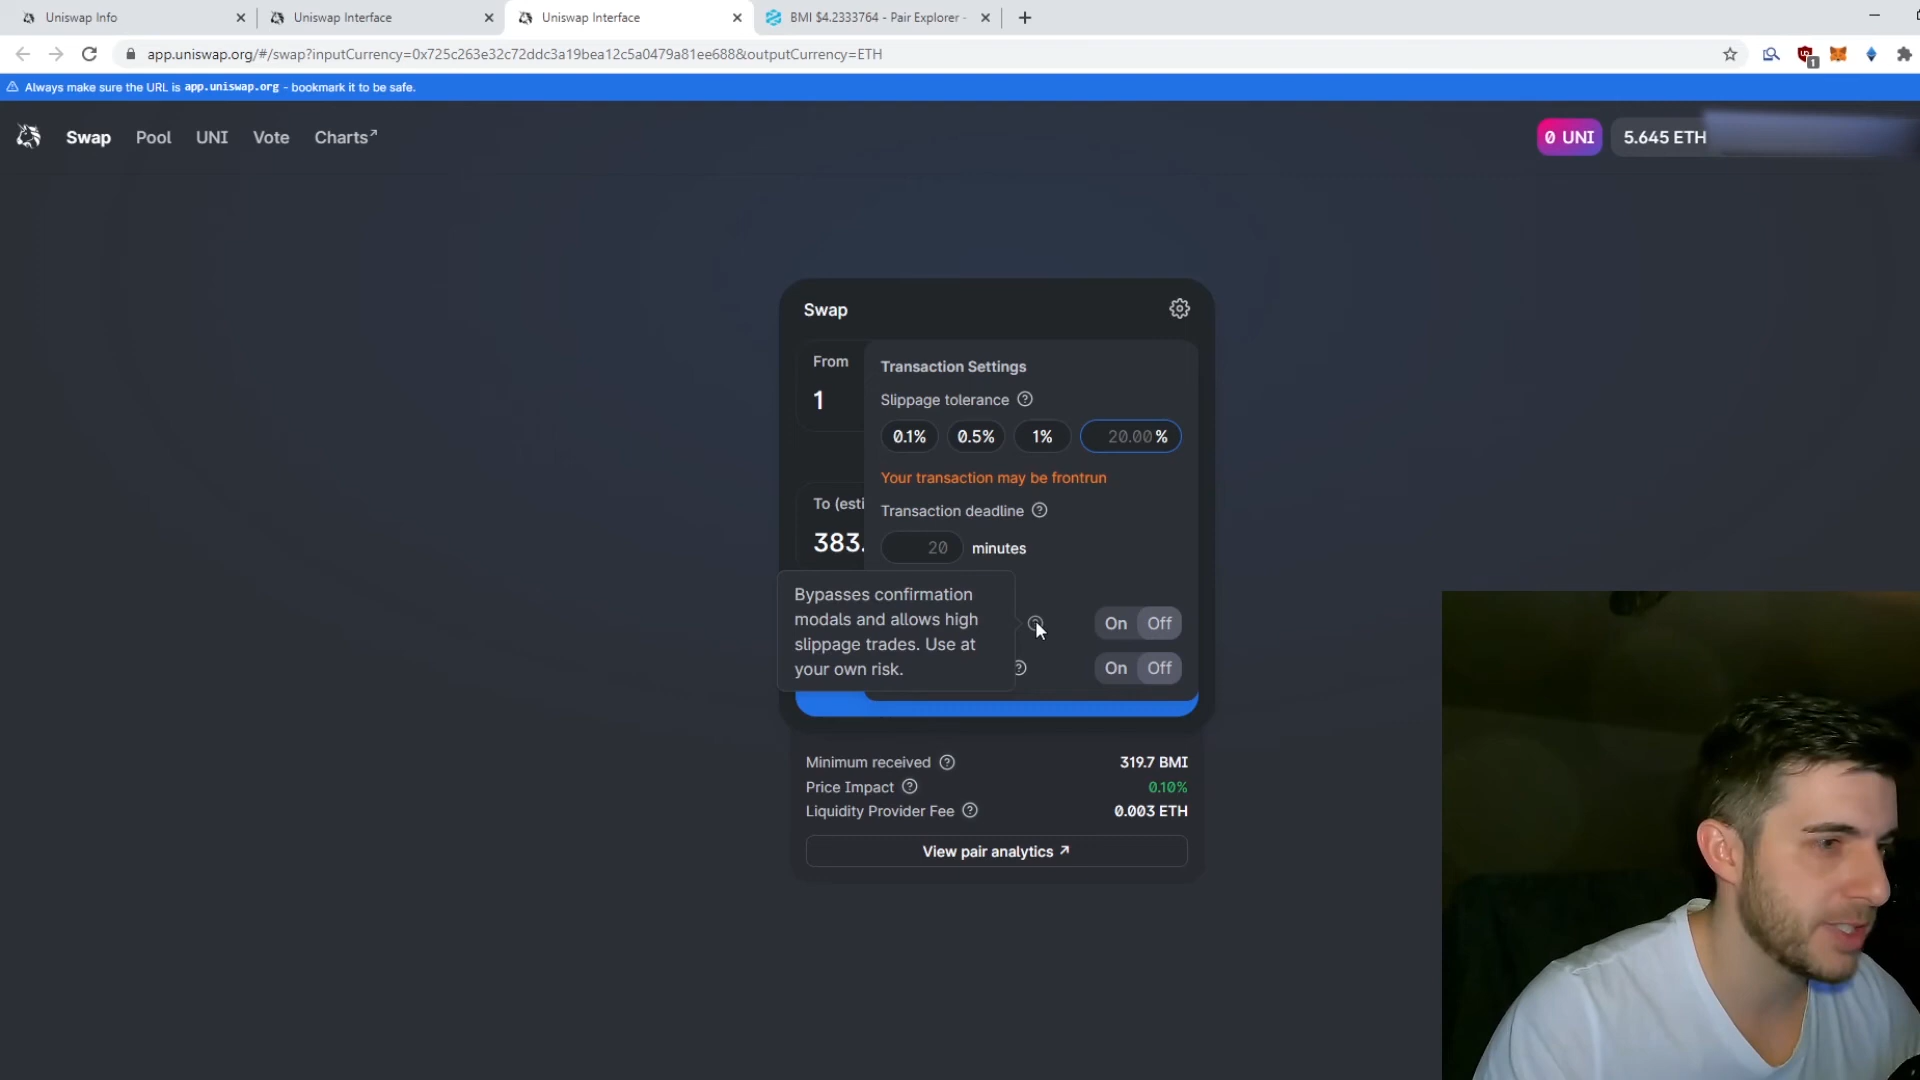 Uniswap Info
Uniswap Interface
Uniswap Interface
BMI $4.2333764 - Pair Explorer -
app.uniswap.org/#/swap?inputCurrency=0x725c263e32c72ddc3a19bea12c5a0479a81ee688&outputCurrency=ETH
1
Always make sure the URL is app.uniswap.org - bookmark it to be safe.
Swap
Pool
UNI
Vote
Charts↗
0 UNI
5.645 ETH
Swap
From
1
Transaction Settings
Slippage tolerance
0.1%
0.5%
1%
20.00 %
Your transaction may be frontrun
To (esti
383.
Transaction deadline
20
minutes
Bypasses confirmation
modals and allows high
slippage trades. Use at
your own risk.
On Off
On Off
Minimum received
319.7 BMI
Price Impact
0.10%
Liquidity Provider Fee
0.003 ETH
View pair analytics ↗